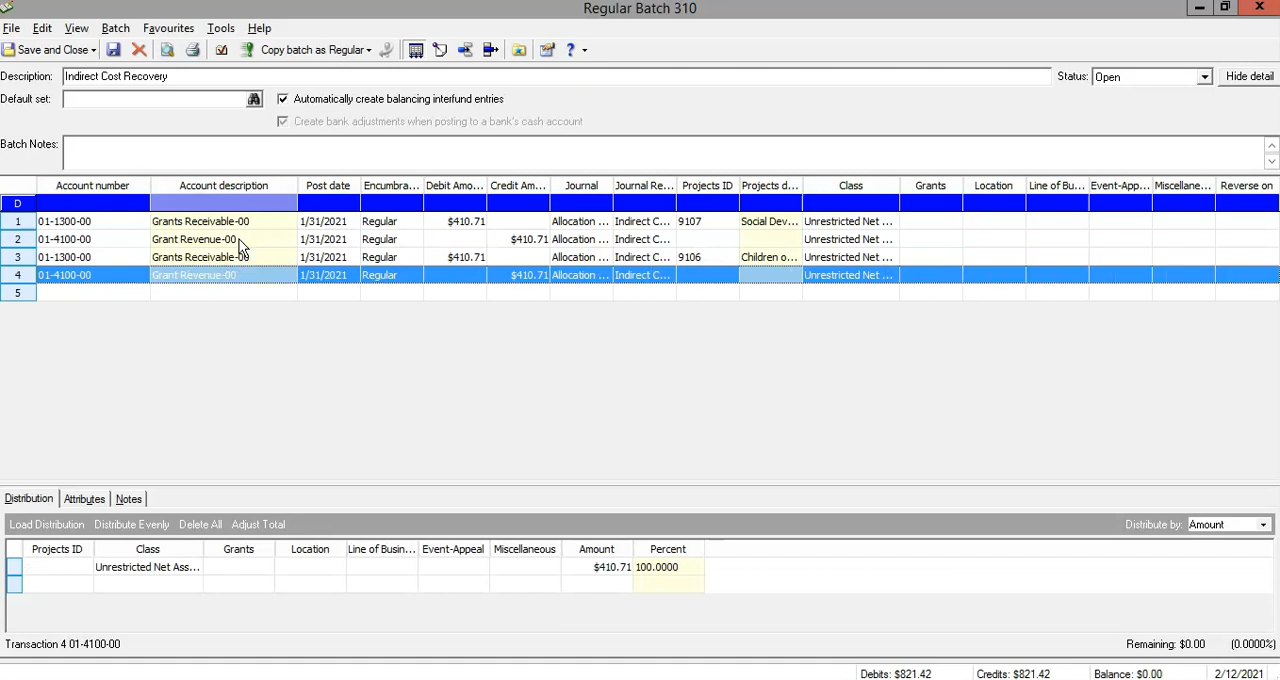 Regular Batch 310
File Edit View Batch Favourites Tools Help
Save and Close Copy batch as Regular ?
Description: Indirect Cost Recovery Status: Open Hide detail
Default set: Automatically create balancing interfund entries
Create bank adjustments when posting to a bank's cash account
Batch Notes:
Account number Account description Post date Encumbra... Debit Amo... Credit Am... Journal Journal Re... Projects ID Projects d... Class Grants Location Line of Bu... Event-App... Miscellane... Reverse on
D
1 01-1300-00 Grants Receivable-00 1/31/2021 Regular $410.71 Allocation ... Indirect C... 9107 Social Dev... Unrestricted Net ...
2 01-4100-00 Grant Revenue-00 1/31/2021 Regular $410.71 Allocation ... Indirect C... Unrestricted Net ...
3 01-1300-00 Grants Receivable-00 1/31/2021 Regular $410.71 Allocation ... Indirect C... 9106 Children o... Unrestricted Net ...
4 01-4100-00 Grant Revenue-00 1/31/2021 Regular $410.71 Allocation ... Indirect C... Unrestricted Net ...
5
Distribution Attributes Notes
Load Distribution Distribute Evenly Delete All Adjust Total Distribute by: Amount
Projects ID Class Grants Location Line of Busin... Event-Appeal Miscellaneous Amount Percent
Unrestricted Net Ass... $410.71 100.0000
Transaction 4 01-4100-00 Remaining: $0.00 (0.0000%)
Debits: $821.42 Credits: $821.42 Balance: $0.00 2/12/2021